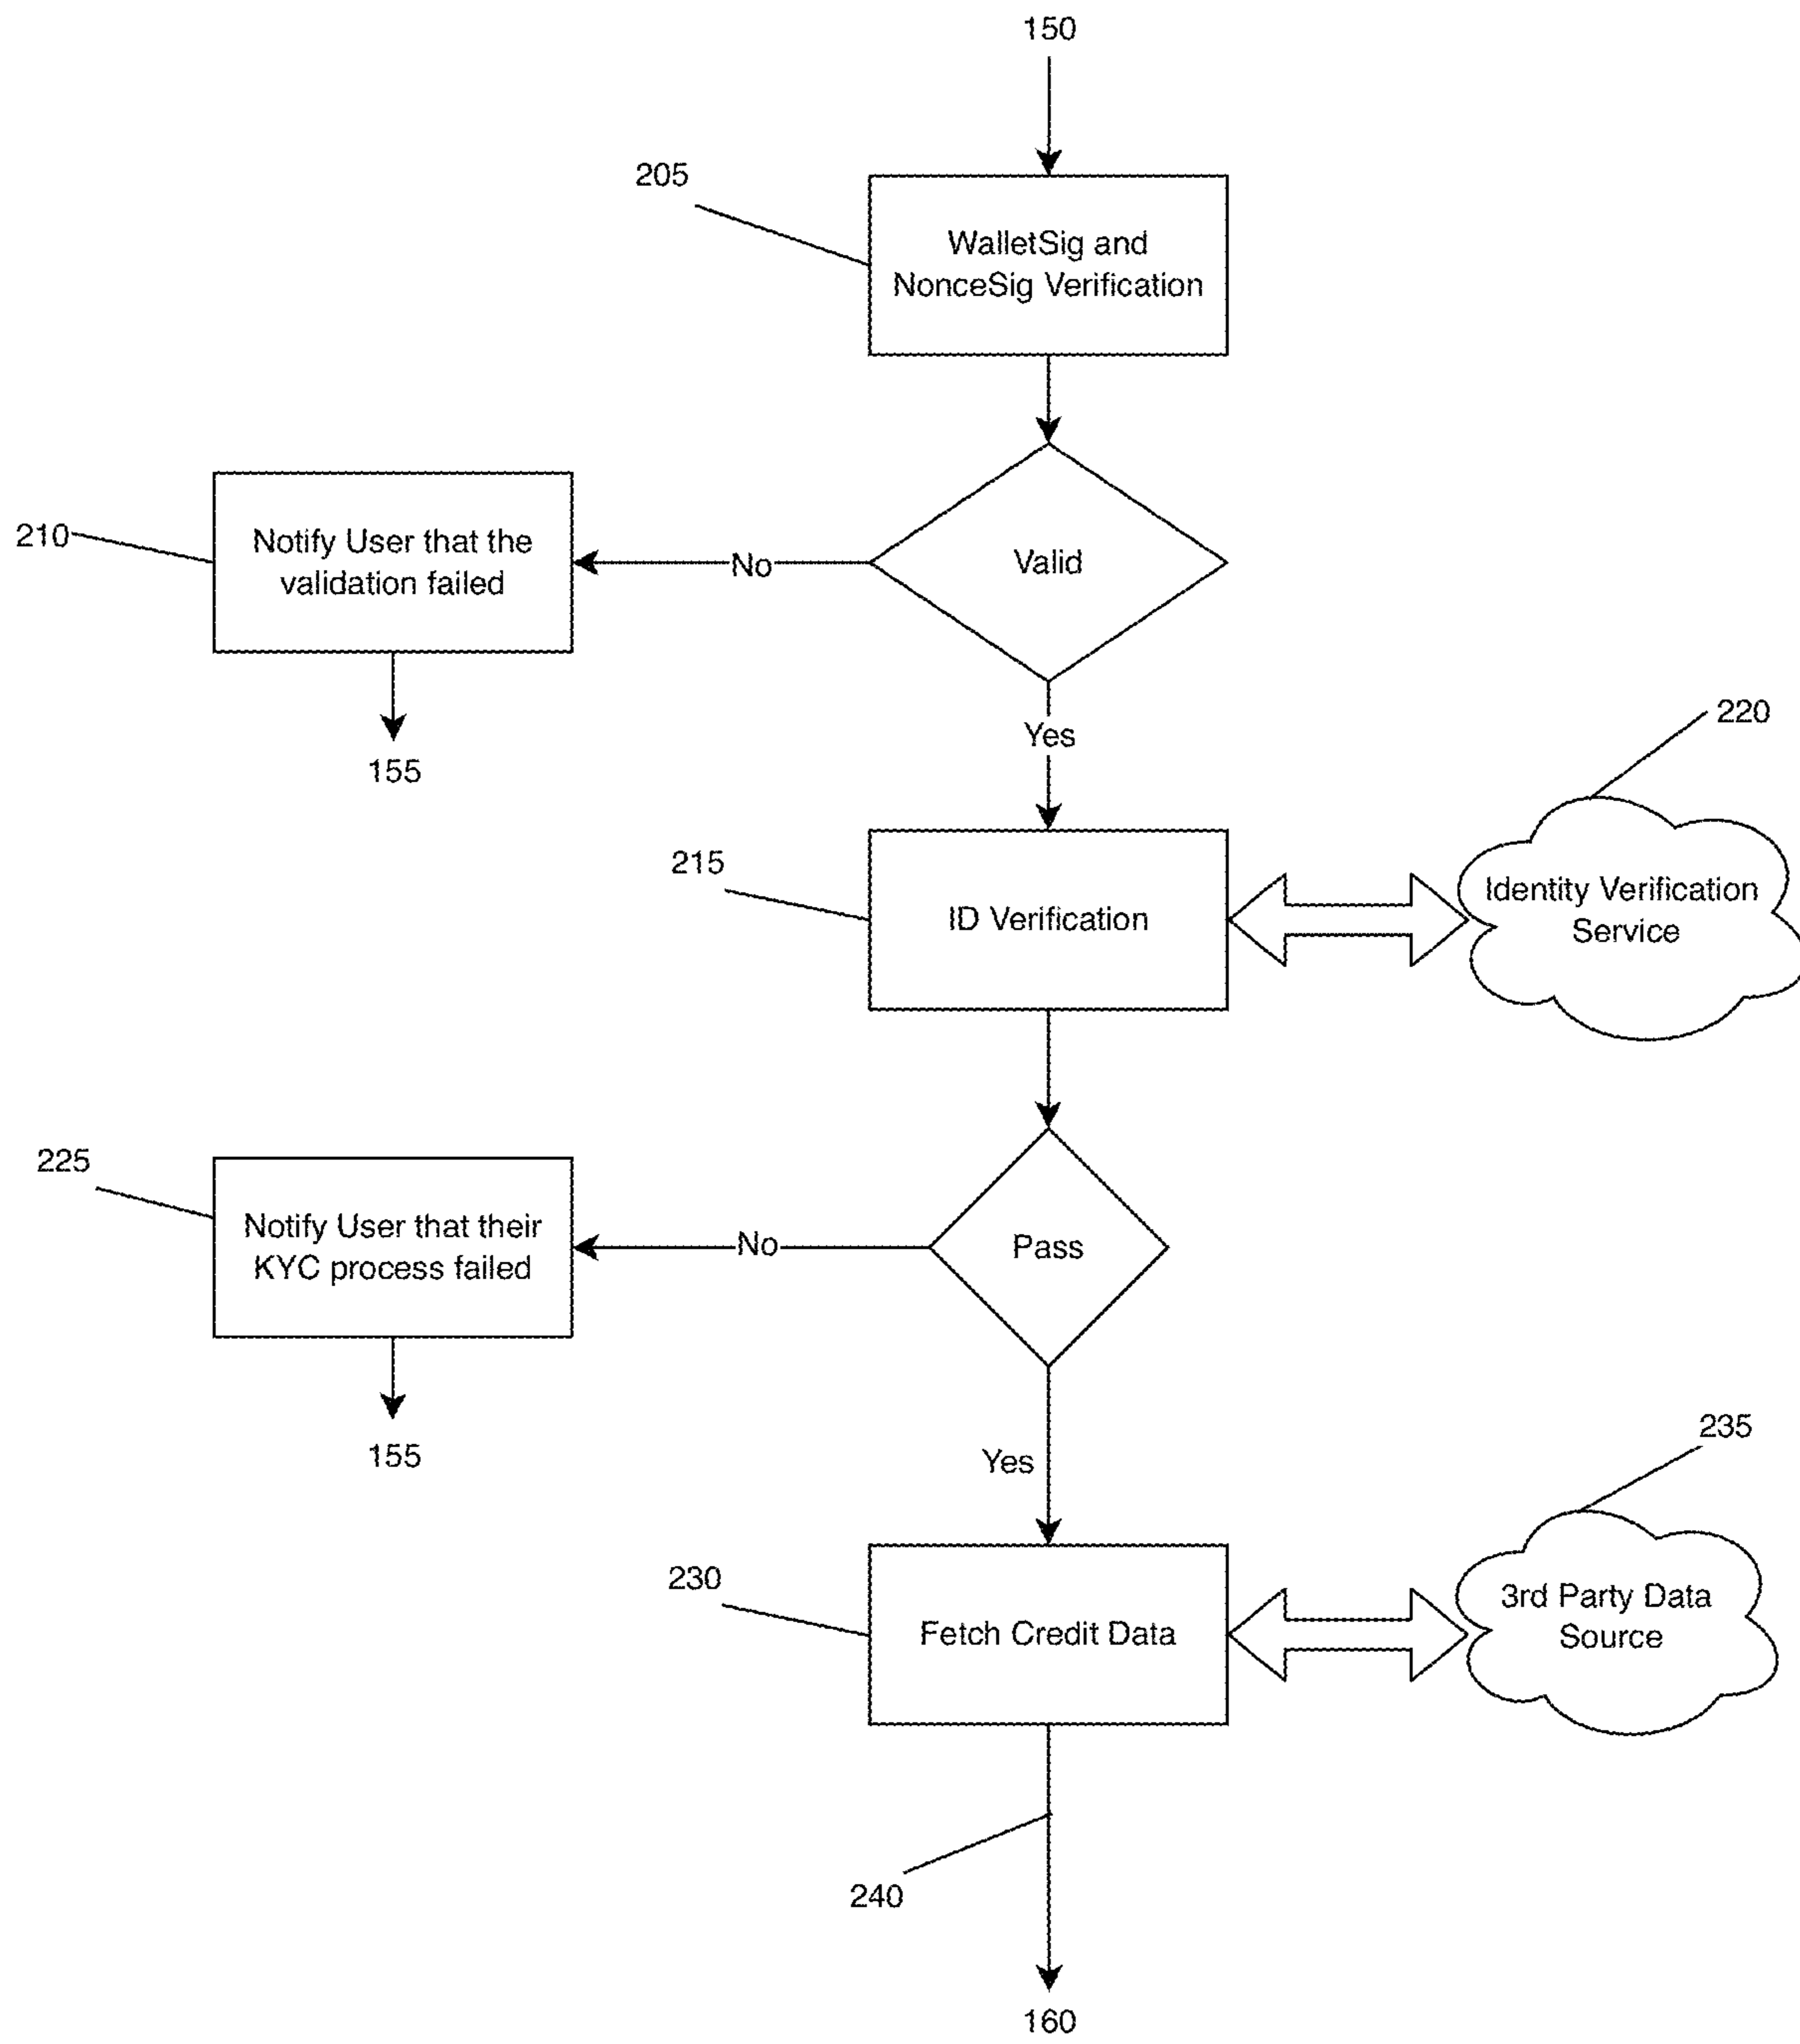 150
205
WalletSig and
NonceSig Verification
210
Notify User that the
validation failed
No
Valid
Yes
155
220
215
ID Verification
Identity Verification
Service
225
Notify User that their
KYC process failed
No
Pass
155
Yes
235
230
Fetch Credit Data
3rd Party Data
Source
240
160